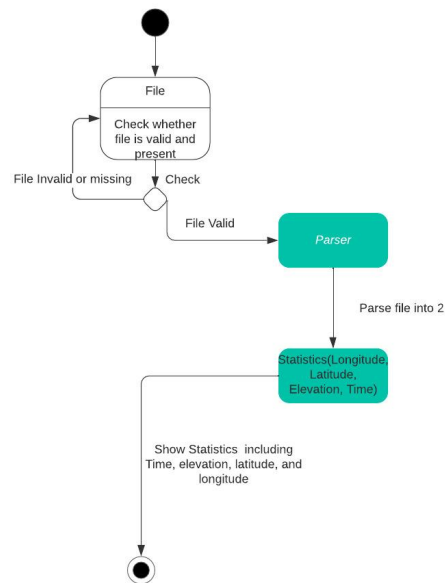 File
Check whether
file is valid and
present
File Invalid or missing
Check
File Valid
Parser
Parse file into 2
Statistics(Longitude,
Latitude,
Elevation, Time)
Show Statistics including
Time, elevation, latitude, and
longitude